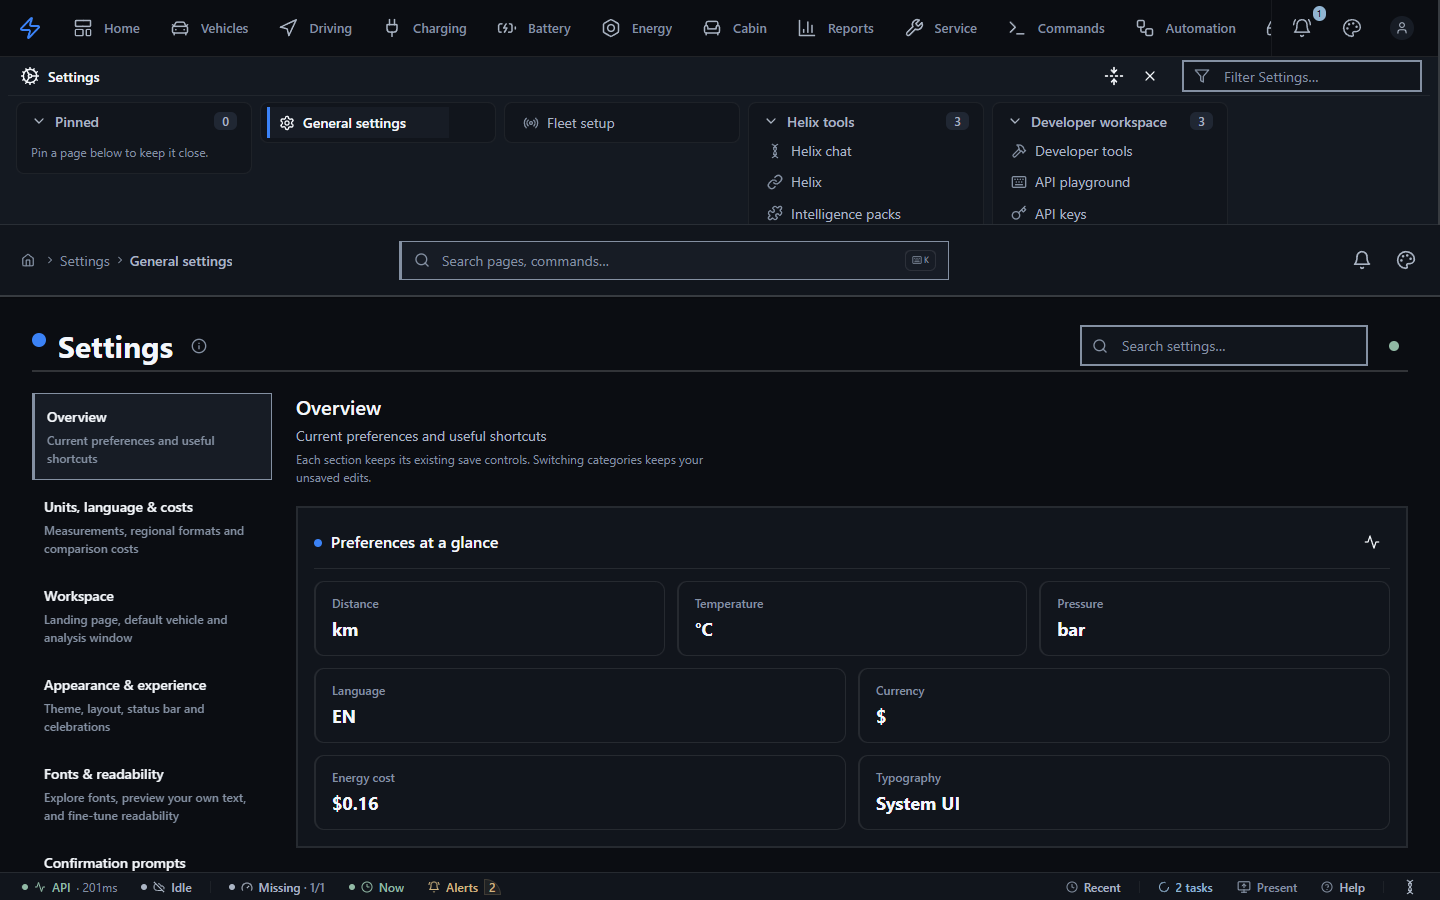 Home Vehicles Driving Charging Battery Energy Cabin Reports Service Commands Automation 1
Settings
Filter Settings...
Pinned 0
Pin a page below to keep it close.
General settings
Fleet setup
Helix tools 3
Helix chat
Helix
Intelligence packs
Developer workspace 3
Developer tools
API playground
API keys
Settings General settings
Search pages, commands... K
Settings
Search settings...
Overview
Current preferences and useful
shortcuts
Units, language & costs
Measurements, regional formats and
comparison costs
Workspace
Landing page, default vehicle and
analysis window
Appearance & experience
Theme, layout, status bar and
celebrations
Fonts & readability
Explore fonts, preview your own text,
and fine-tune readability
Confirmation prompts
Overview
Current preferences and useful shortcuts
Each section keeps its existing save controls. Switching categories keeps your
unsaved edits.
Preferences at a glance
Distance
km
Temperature
°C
Pressure
bar
Language
EN
Currency
$
Energy cost
$0.16
Typography
System UI
API · 201ms Idle Missing · 1/1 Now Alerts 2 Recent 2 tasks Present Help